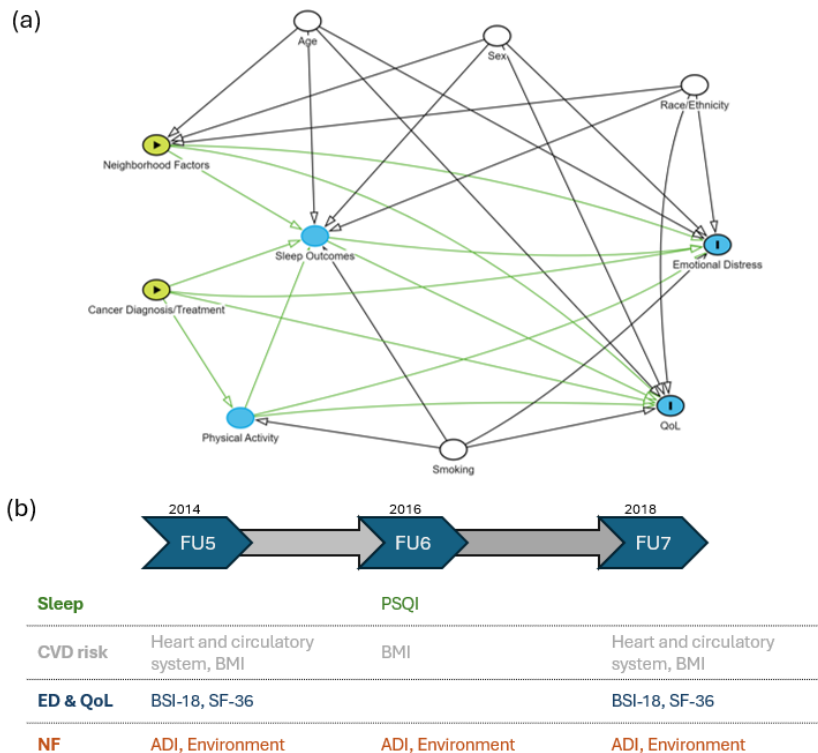 (a)
Age
Sex
Race/Ethnicity
Neighborhood Factors
Sleep Outcomes
Emotional Distress
Cancer Diagnosis/Treatment
Physical Activity
QoL
Smoking
(b)
2014 2016 2018
FU5 FU6 FU7
Sleep PSQI
CVD risk Heart and circulatory system, BMI BMI Heart and circulatory system, BMI
ED & QoL BSI-18, SF-36 BSI-18, SF-36
NF ADI, Environment ADI, Environment ADI, Environment